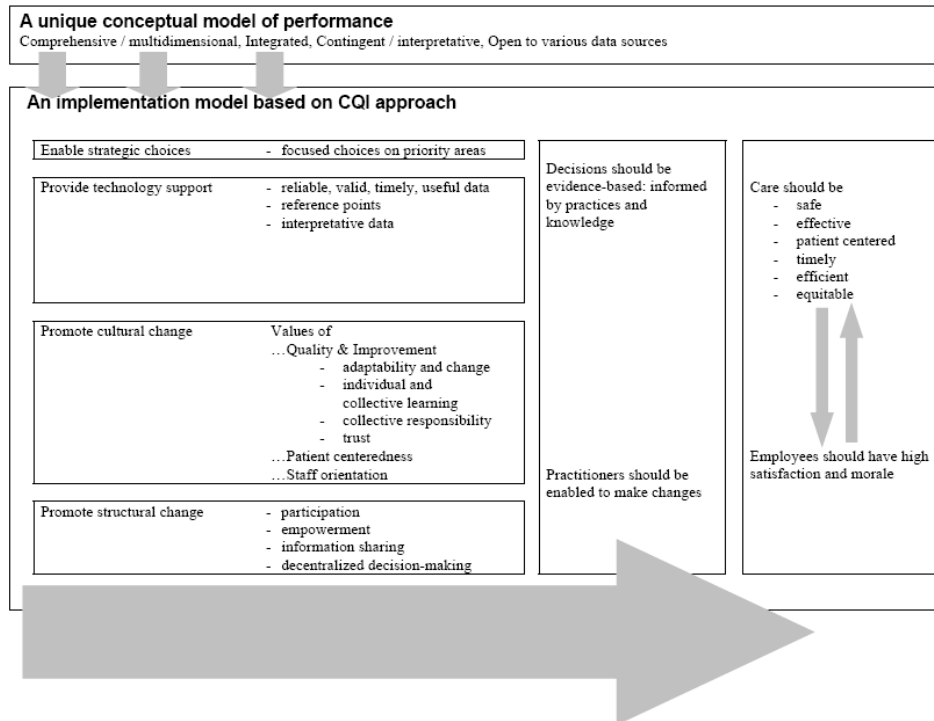 A unique conceptual model of performance
Comprehensive / multidimensional, Integrated, Contingent / interpretative, Open to various data sources
An implementation model based on CQI approach
Enable strategic choices
- focused choices on priority areas
Provide technology support
- reliable, valid, timely, useful data
- reference points
- interpretative data
Promote cultural change
Values of
…Quality & Improvement
- adaptability and change
- individual and
collective learning
- collective responsibility
- trust
…Patient centeredness
…Staff orientation
Promote structural change
- participation
- empowerment
- information sharing
- decentralized decision-making
Decisions should be
evidence-based: informed
by practices and
knowledge
Practitioners should be
enabled to make changes
Care should be
- safe
- effective
- patient centered
- timely
- efficient
- equitable
Employees should have high
satisfaction and morale